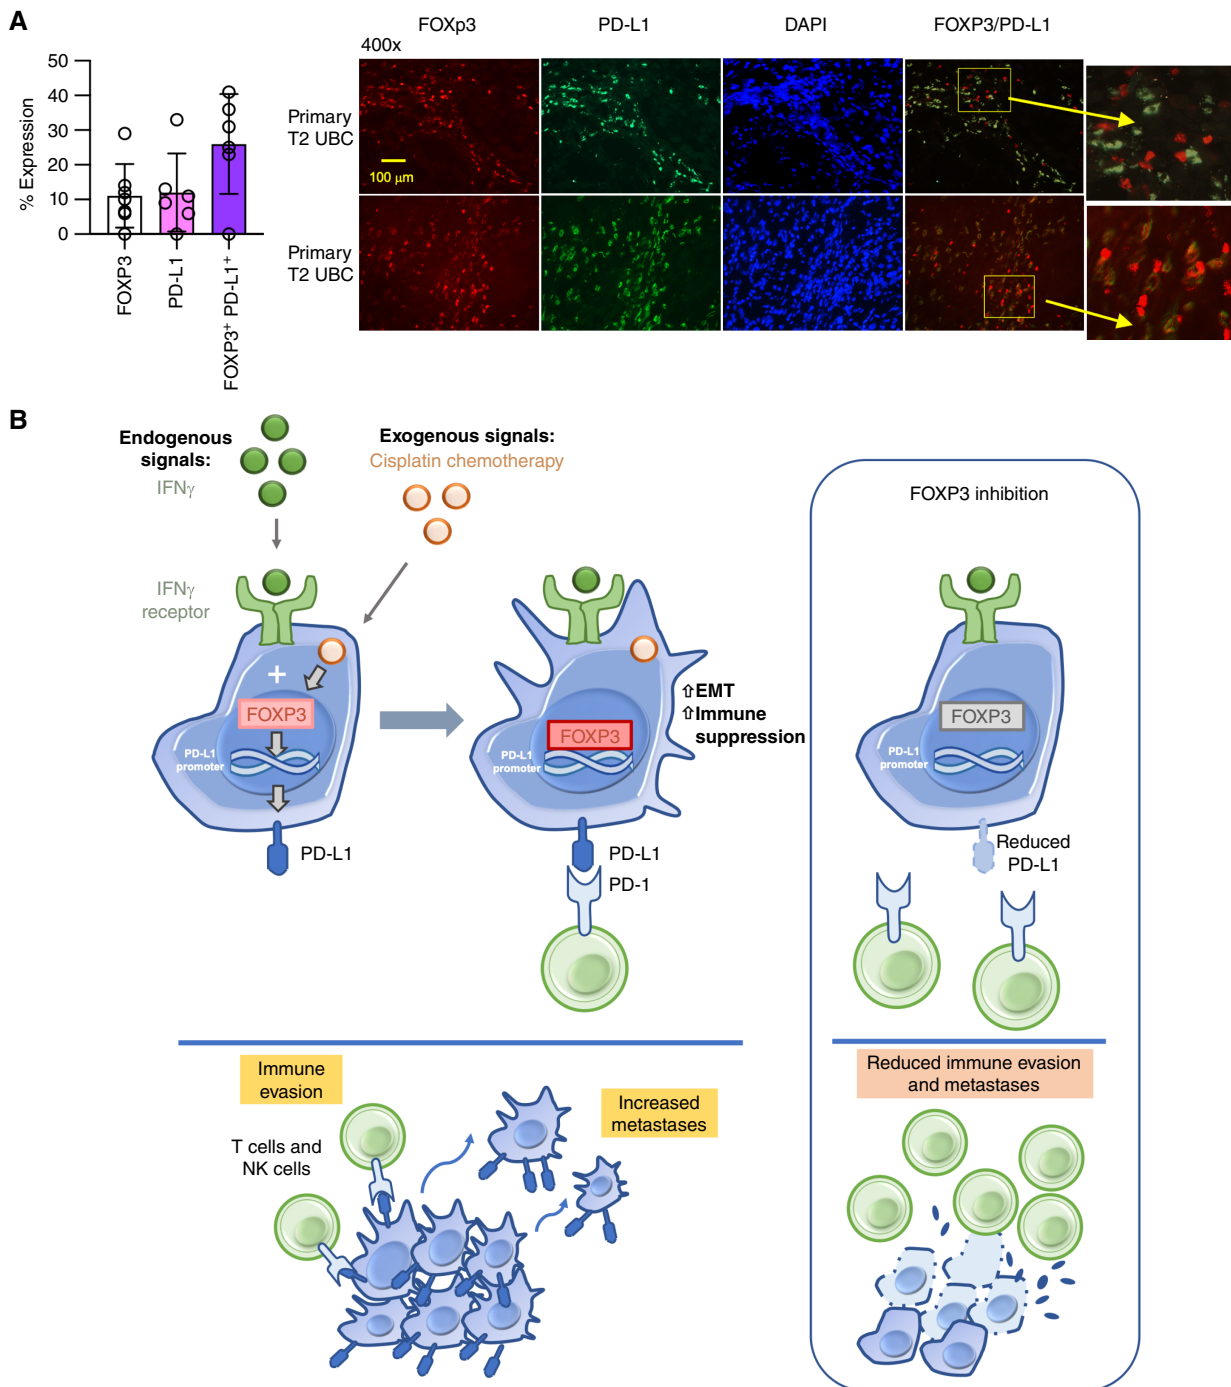 A
50
40
30
20
10
0
% Expression
FOXP3
PD-L1
FOXP3⁺ PD-L1⁺
FOXp3
PD-L1
DAPI
FOXP3/PD-L1
400x
Primary
T2 UBC
100 μm
Primary
T2 UBC
B
Endogenous
signals:
IFNγ
Exogenous signals:
Cisplatin chemotherapy
IFNγ
receptor
+
FOXP3
PD-L1
promoter
PD-L1
⇧EMT
⇧Immune
suppression
FOXP3
PD-L1
promoter
PD-L1
PD-1
FOXP3 inhibition
FOXP3
PD-L1
promoter
Reduced
PD-L1
Immune
evasion
T cells and
NK cells
Increased
metastases
Reduced immune evasion
and metastases